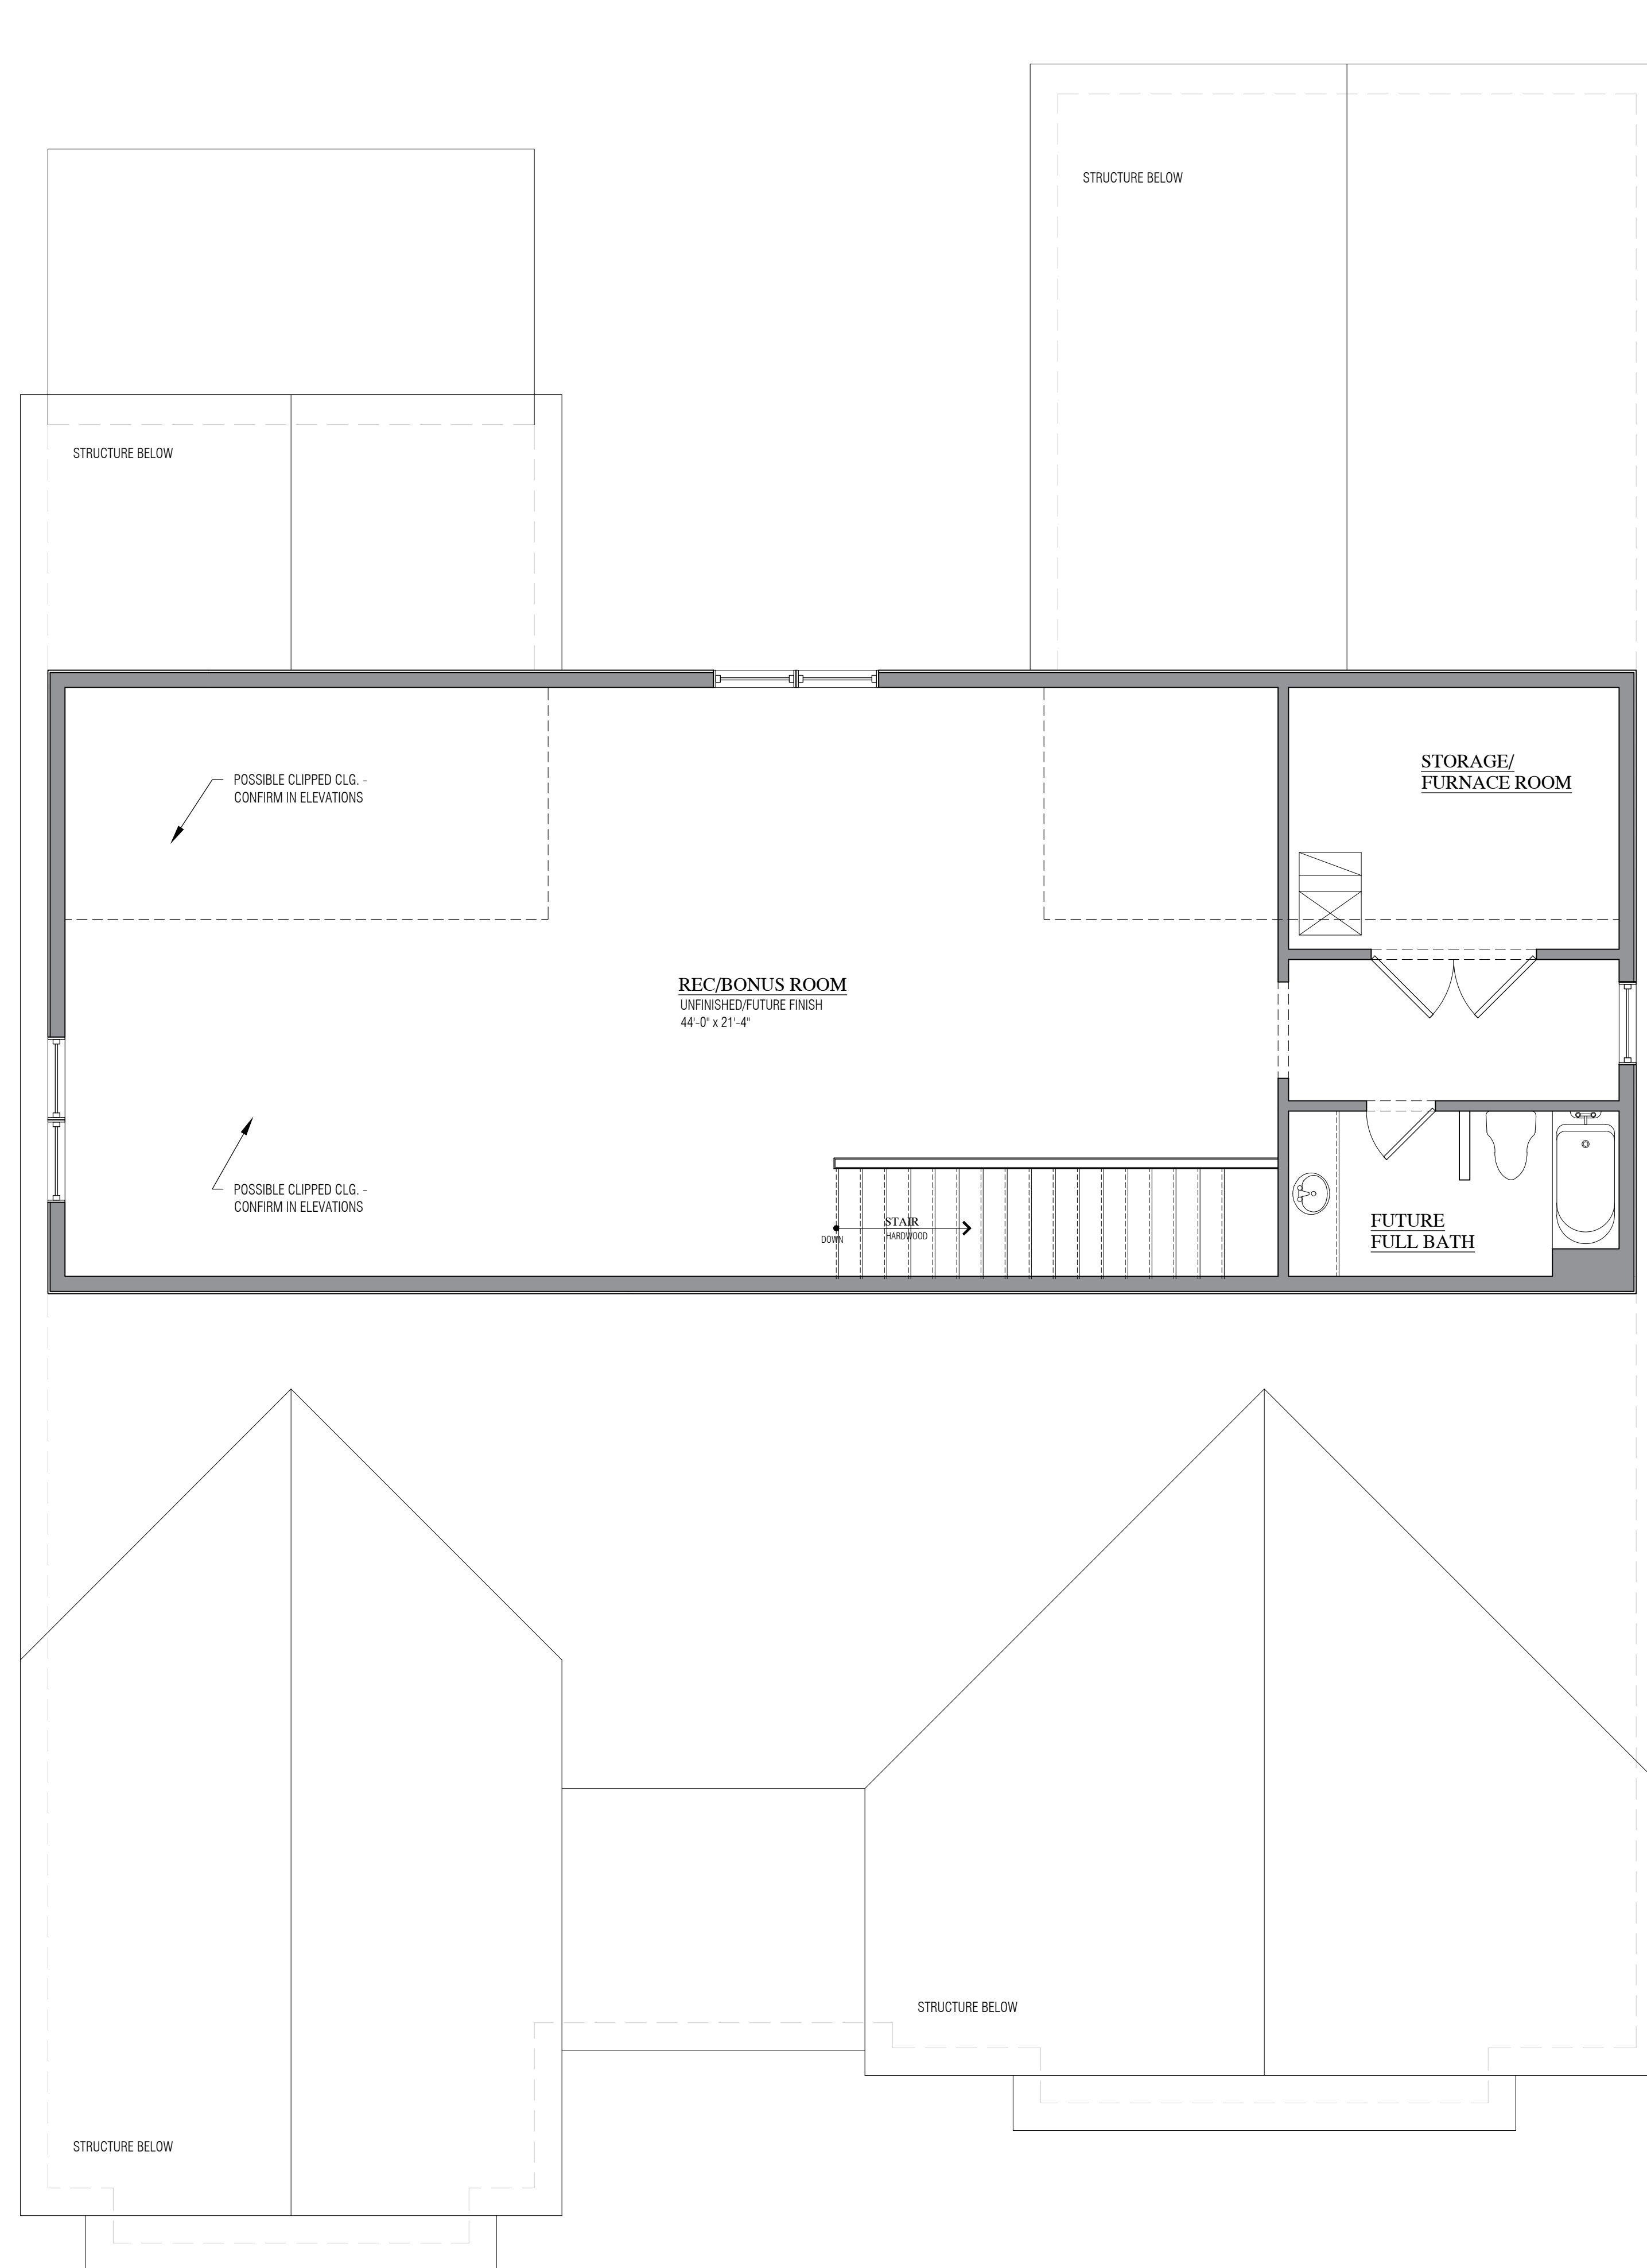 STRUCTURE BELOW
STRUCTURE BELOW
STORAGE/
FURNACE ROOM
POSSIBLE CLIPPED CLG. -
CONFIRM IN ELEVATIONS
REC/BONUS ROOM
UNFINISHED/FUTURE FINISH
44'-0" x 21'-4"
POSSIBLE CLIPPED CLG. -
CONFIRM IN ELEVATIONS
STAIR
HARDWOOD
DOWN
FUTURE
FULL BATH
STRUCTURE BELOW
STRUCTURE BELOW